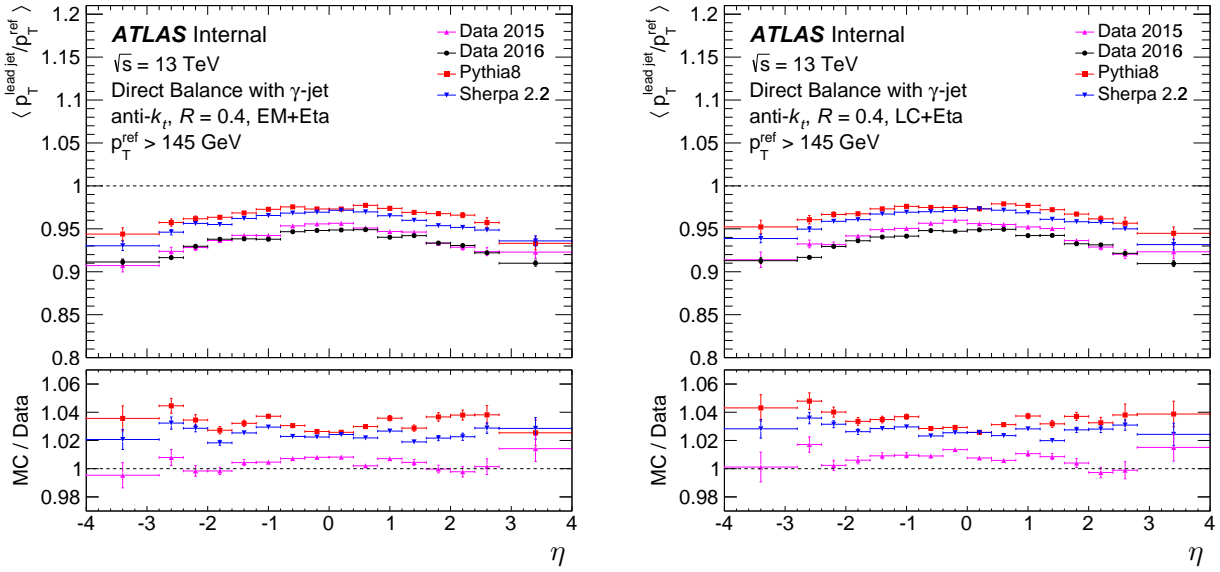 ⟨ p_T^{lead jet}/p_T^{ref} ⟩
1.2
1.15
1.1
1.05
1
0.95
0.9
0.85
0.8
ATLAS Internal
√s = 13 TeV
Direct Balance with γ-jet
anti-k_t, R = 0.4, EM+Eta
p_T^{ref} > 145 GeV
Data 2015
Data 2016
Pythia8
Sherpa 2.2
MC / Data
1.06
1.04
1.02
1
0.98
-4 -3 -2 -1 0 1 2 3 4
η
⟨ p_T^{lead jet}/p_T^{ref} ⟩
1.2
1.15
1.1
1.05
1
0.95
0.9
0.85
0.8
ATLAS Internal
√s = 13 TeV
Direct Balance with γ-jet
anti-k_t, R = 0.4, LC+Eta
p_T^{ref} > 145 GeV
Data 2015
Data 2016
Pythia8
Sherpa 2.2
MC / Data
1.06
1.04
1.02
1
0.98
-4 -3 -2 -1 0 1 2 3 4
η